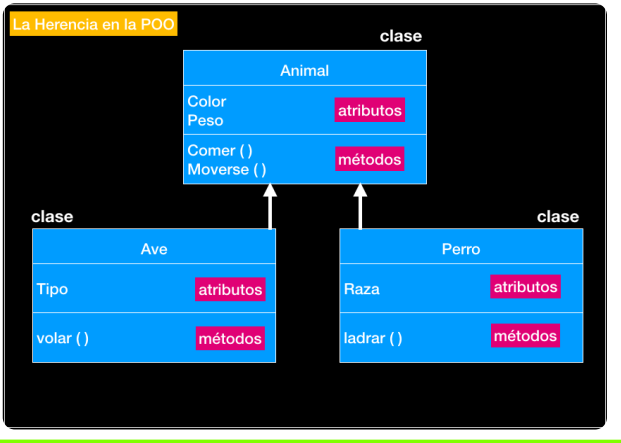 La Herencia en la POO
clase
Animal
Color
Peso
atributos
Comer ( )
Moverse ( )
métodos
clase
Ave
Tipo
atributos
volar ( )
métodos
clase
Perro
Raza
atributos
ladrar ( )
métodos